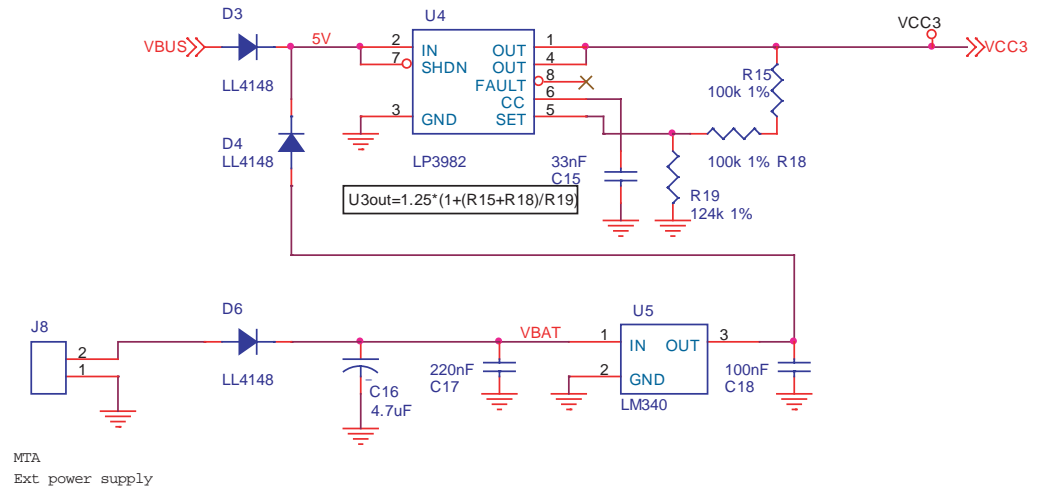 D3
U4
VCC3
VBUS
5V
2
IN
OUT
1
VCC3
7
SHDN
OUT
4
FAULT
8
CC
6
LL4148
3
GND
SET
5
R15
100k 1%
D4
LL4148
LP3982
33nF
C15
100k 1% R18
U3out=1.25*(1+(R15+R18)/R19)
R19
124k 1%
D6
U5
J8
2
1
VBAT
1
IN
OUT
3
LL4148
220nF
C17
2
GND
100nF
C18
C16
4.7uF
LM340
MTA
Ext power supply